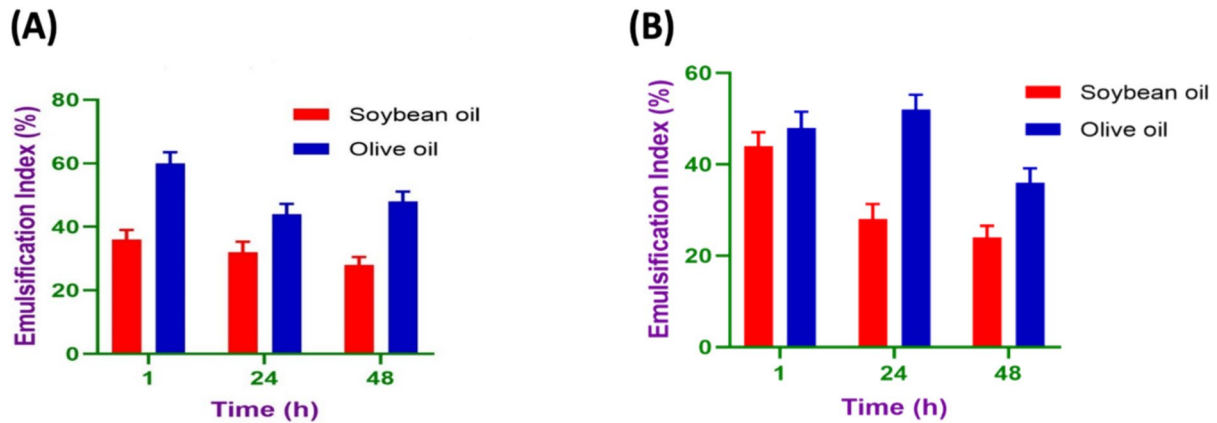 (A)
Emulsification Index (%)
80
60
40
20
0
Soybean oil
Olive oil
1 24 48
Time (h)
(B)
Emulsification Index (%)
60
40
20
0
Soybean oil
Olive oil
1 24 48
Time (h)